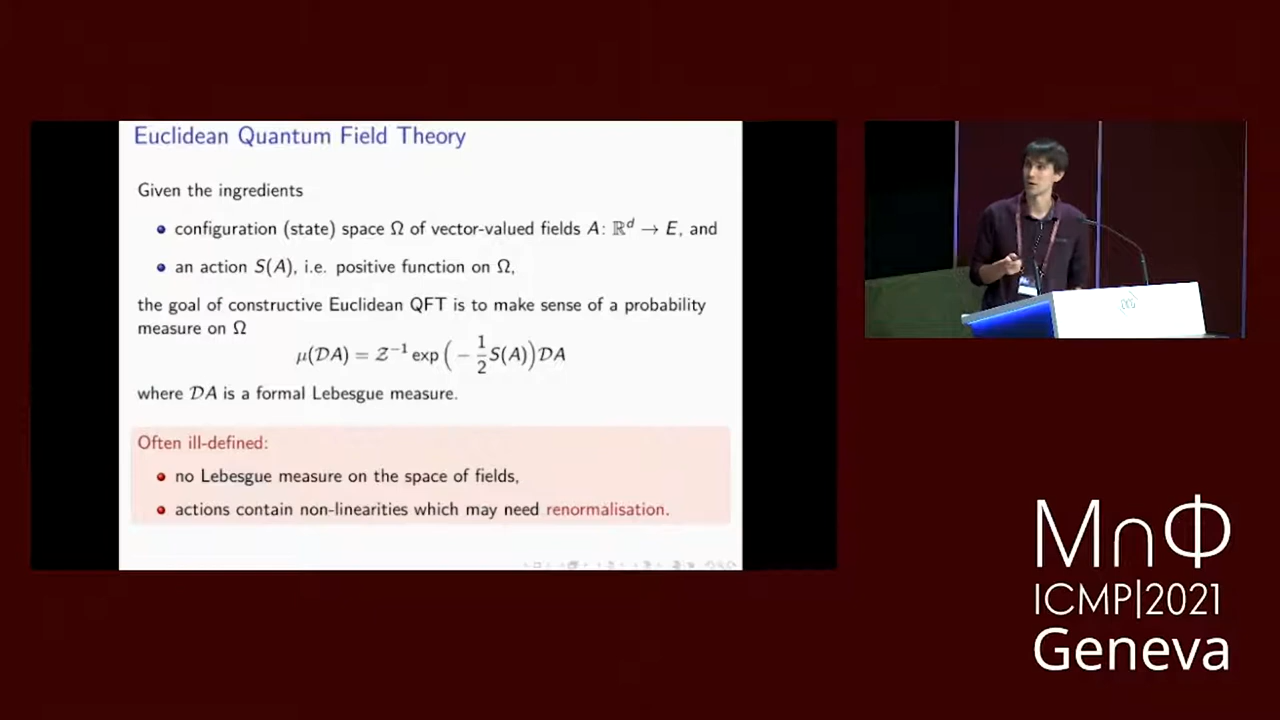 Euclidean Quantum Field Theory
Given the ingredients
configuration (state) space Ω of vector-valued fields A: ℝᵈ → E, and
an action S(A), i.e. positive function on Ω,
the goal of constructive Euclidean QFT is to make sense of a probability
measure on Ω
μ(𝒟A) = 𝒵⁻¹ exp(−½S(A))𝒟A
where 𝒟A is a formal Lebesgue measure.
Often ill-defined:
no Lebesgue measure on the space of fields,
actions contain non-linearities which may need renormalisation.
M∩Φ
ICMP|2021
Geneva